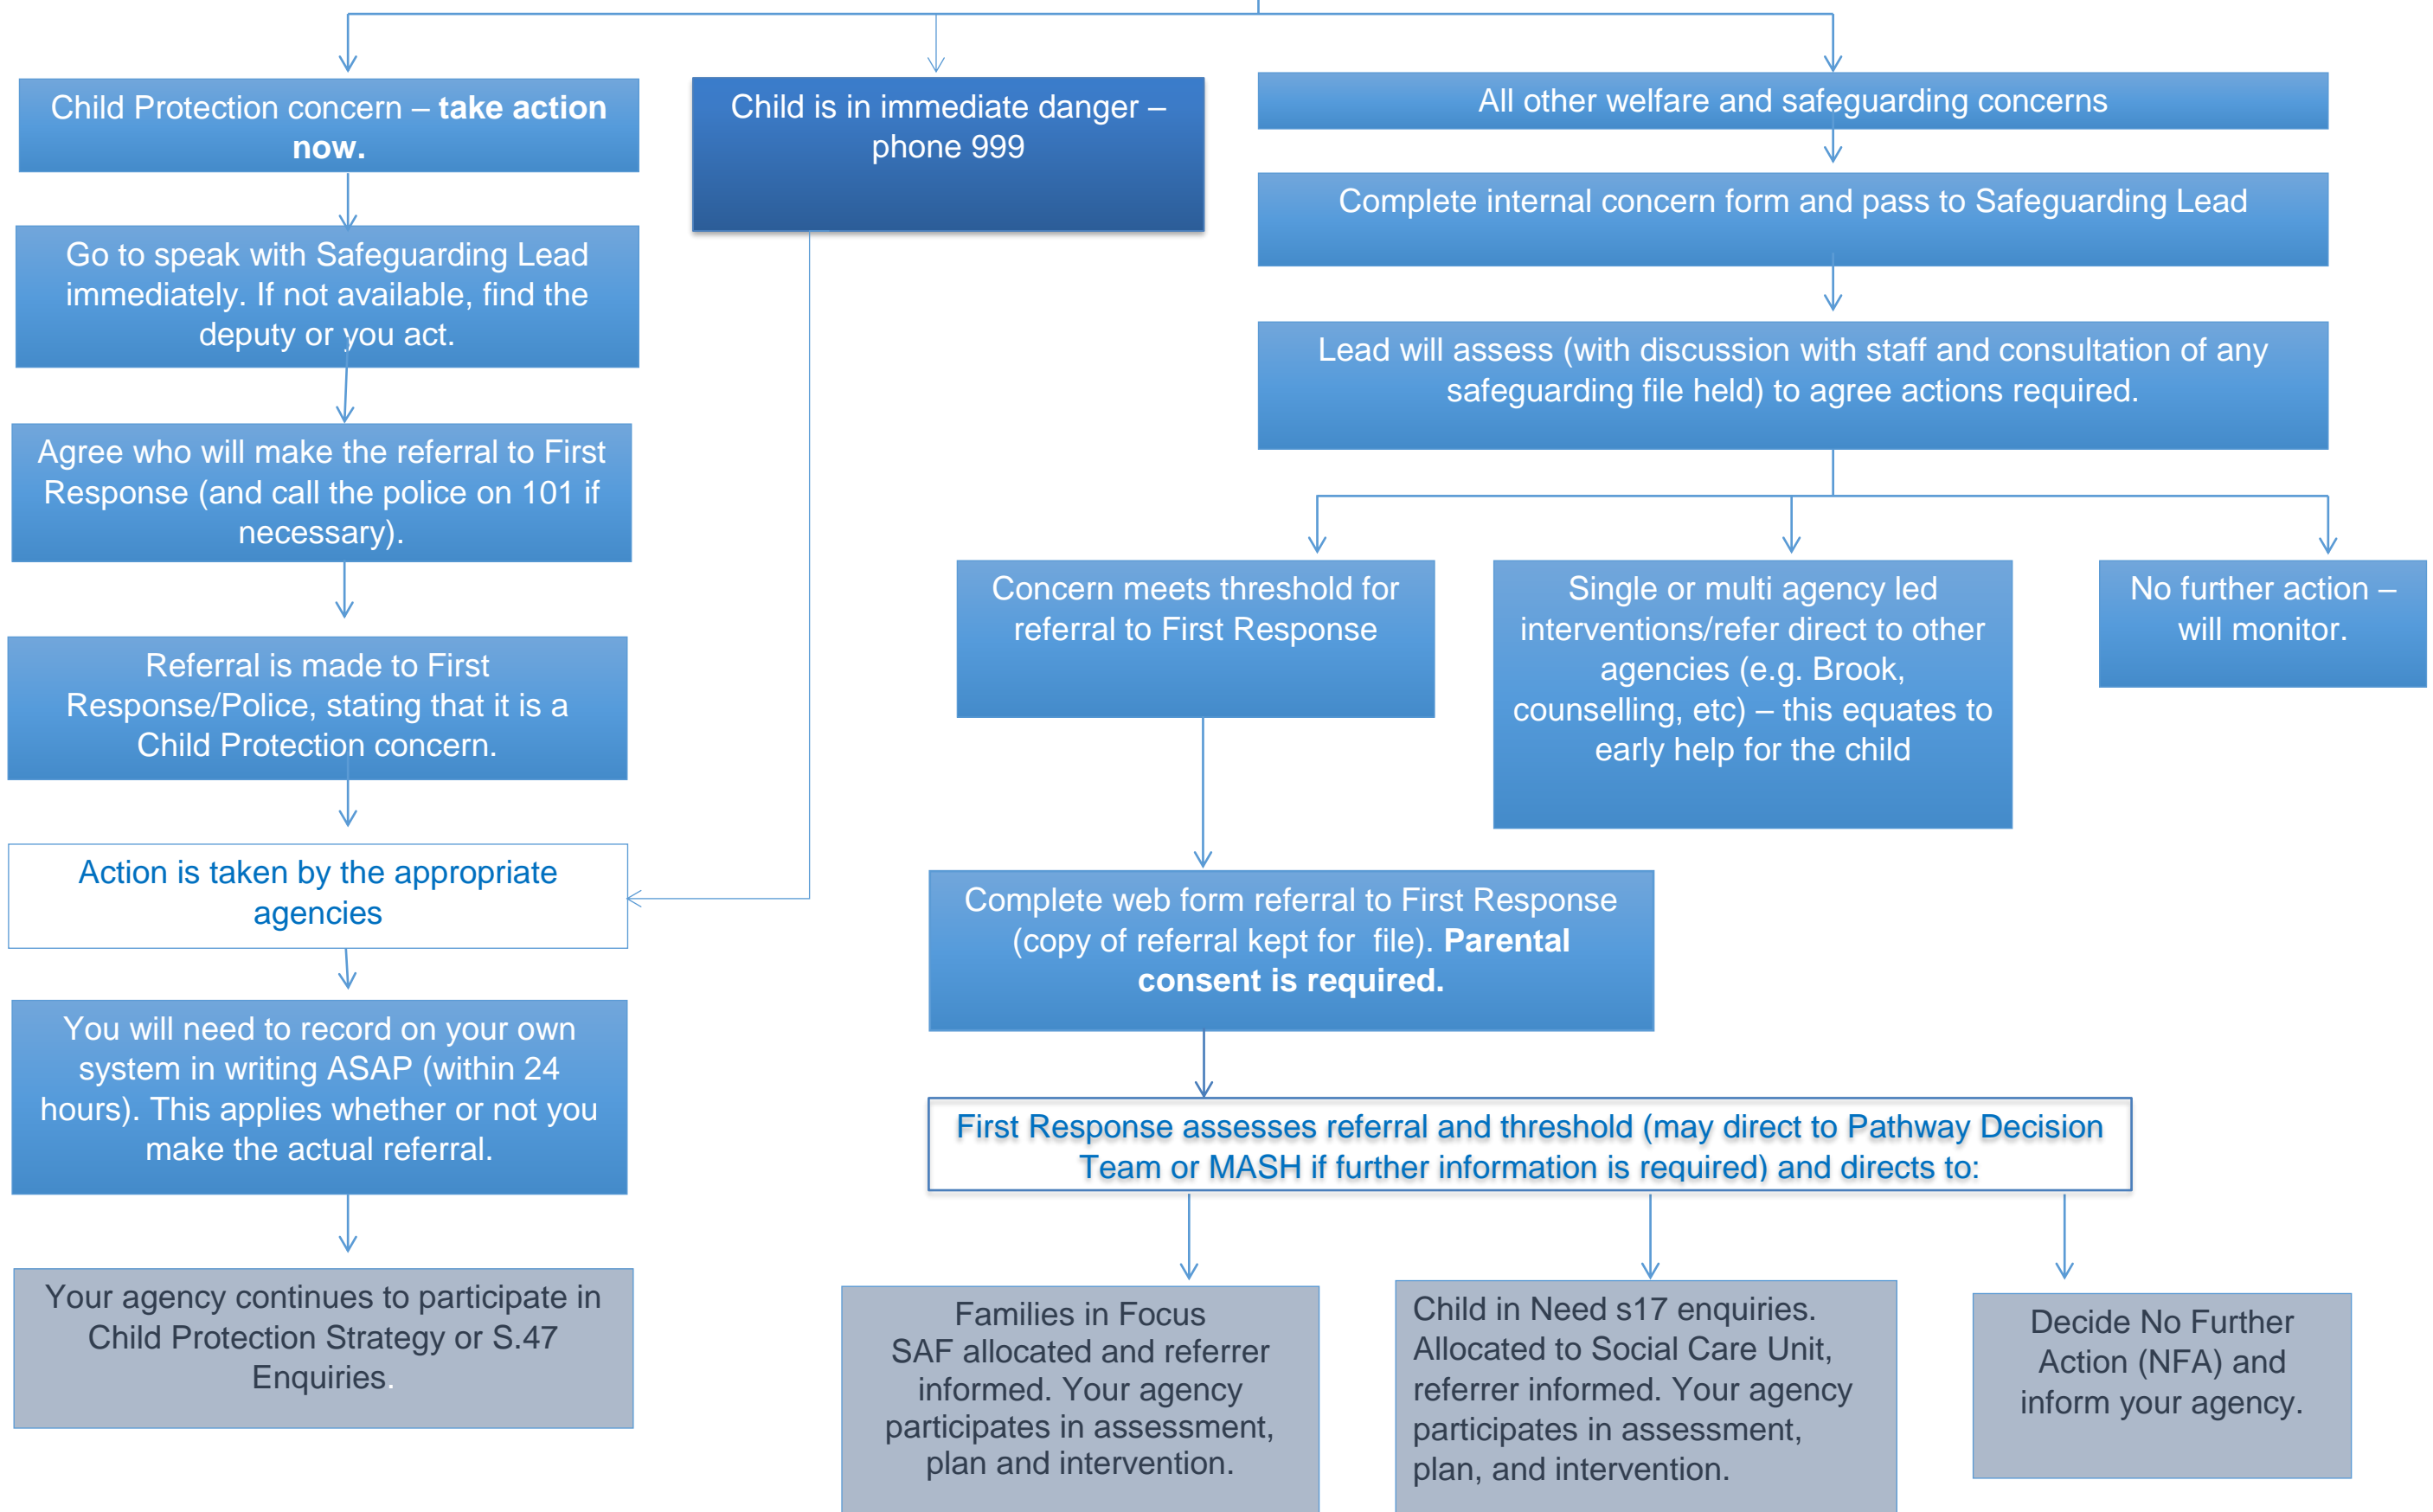 Child Protection concern – take action
now.
Child is in immediate danger –
phone 999
All other welfare and safeguarding concerns
Complete internal concern form and pass to Safeguarding Lead
Go to speak with Safeguarding Lead
immediately. If not available, find the
deputy or you act.
Lead will assess (with discussion with staff and consultation of any
safeguarding file held) to agree actions required.
Agree who will make the referral to First
Response (and call the police on 101 if
necessary).
Concern meets threshold for
referral to First Response
Single or multi agency led
interventions/refer direct to other
agencies (e.g. Brook,
counselling, etc) – this equates to
early help for the child
No further action –
will monitor.
Referral is made to First
Response/Police, stating that it is a
Child Protection concern.
Action is taken by the appropriate
agencies
Complete web form referral to First Response
(copy of referral kept for file). Parental
consent is required.
You will need to record on your own
system in writing ASAP (within 24
hours). This applies whether or not you
make the actual referral.
First Response assesses referral and threshold (may direct to Pathway Decision
Team or MASH if further information is required) and directs to:
Your agency continues to participate in
Child Protection Strategy or S.47
Enquiries.
Families in Focus
SAF allocated and referrer
informed. Your agency
participates in assessment,
plan and intervention.
Child in Need s17 enquiries.
Allocated to Social Care Unit,
referrer informed. Your agency
participates in assessment,
plan, and intervention.
Decide No Further
Action (NFA) and
inform your agency.